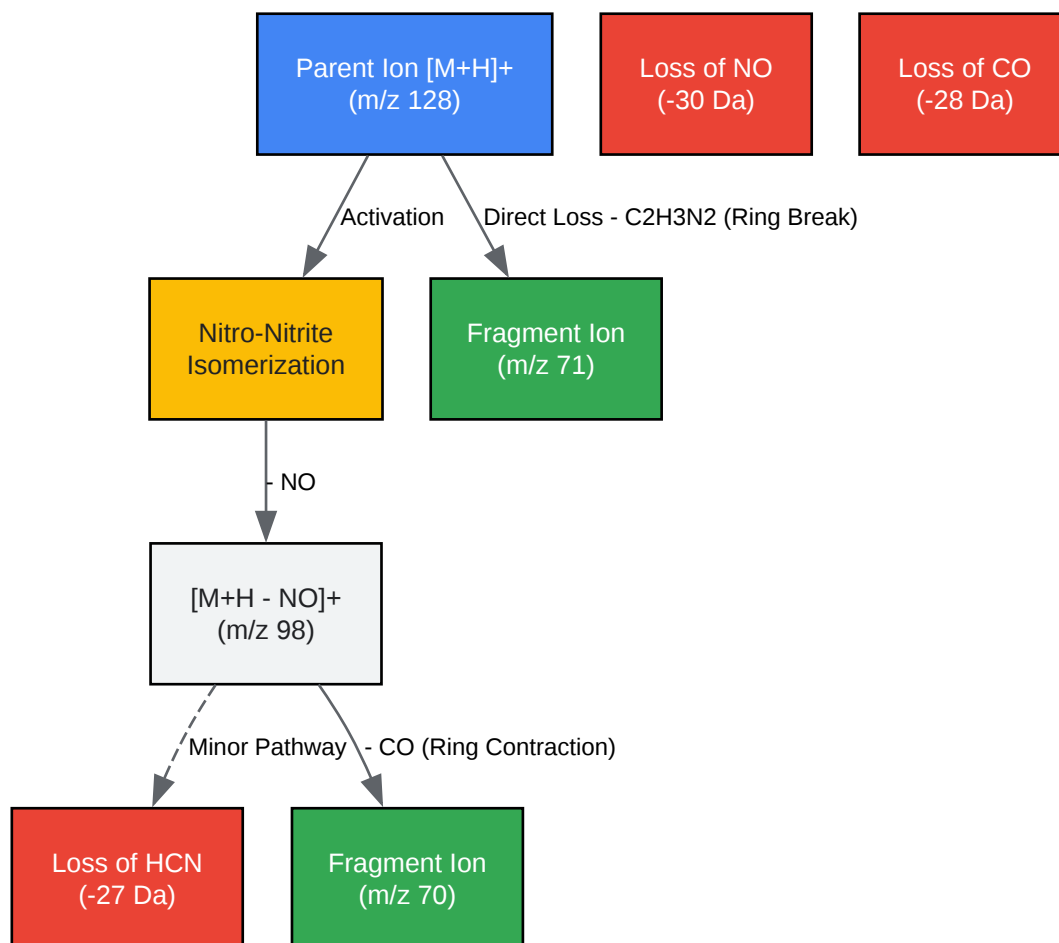 Parent Ion [M+H]+
(m/z 128)
Loss of NO
(-30 Da)
Loss of CO
(-28 Da)
Activation
Direct Loss - C2H3N2 (Ring Break)
Nitro-Nitrite
Isomerization
Fragment Ion
(m/z 71)
- NO
[M+H - NO]+
(m/z 98)
Minor Pathway
- CO (Ring Contraction)
Loss of HCN
(-27 Da)
Fragment Ion
(m/z 70)